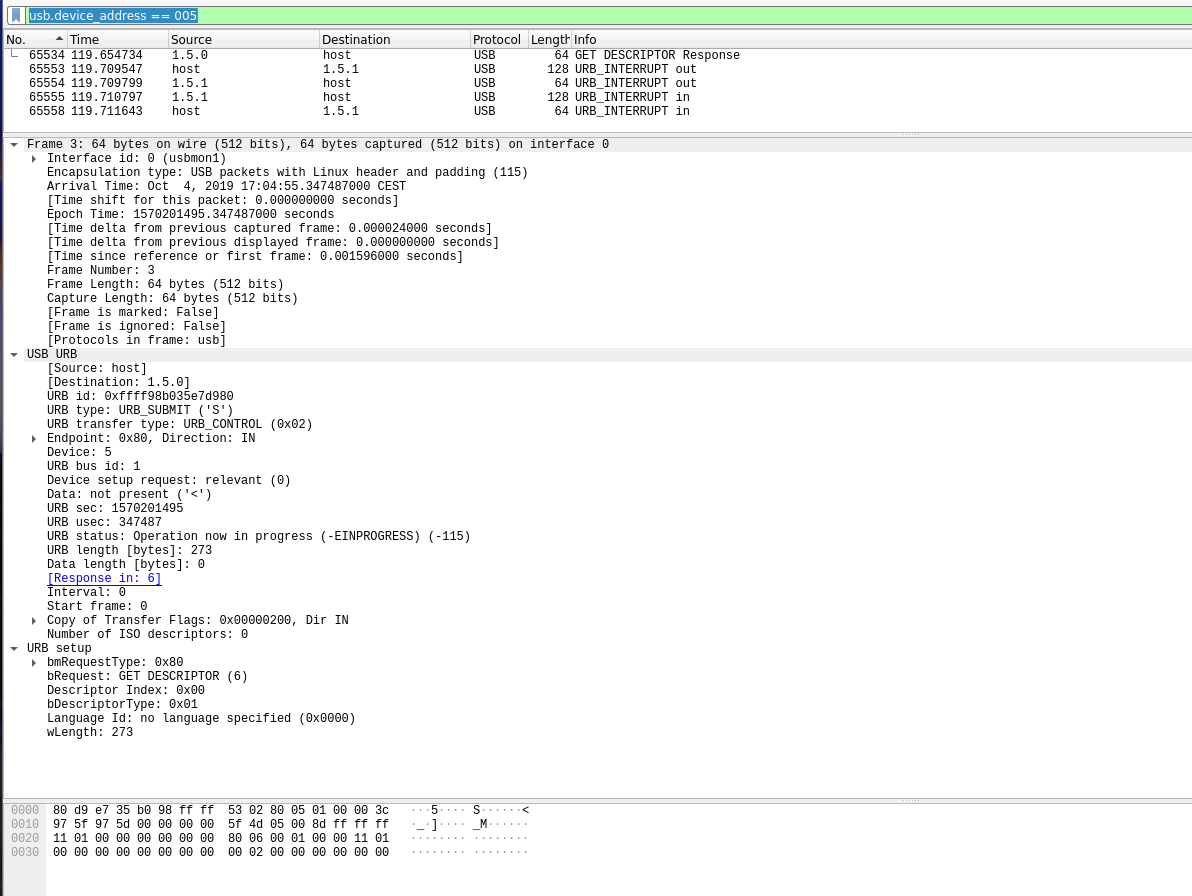 usb.device_address == 005
No. Time Source Destination Protocol Length Info
65534 119.654734 1.5.0 host USB 64 GET DESCRIPTOR Response
65553 119.709547 host 1.5.1 USB 128 URB_INTERRUPT out
65554 119.709799 1.5.1 host USB 64 URB_INTERRUPT out
65555 119.710797 1.5.1 host USB 128 URB_INTERRUPT in
65558 119.711643 host 1.5.1 USB 64 URB_INTERRUPT in
Frame 3: 64 bytes on wire (512 bits), 64 bytes captured (512 bits) on interface 0
Interface id: 0 (usbmon1)
Encapsulation type: USB packets with Linux header and padding (115)
Arrival Time: Oct  4, 2019 17:04:55.347487000 CEST
[Time shift for this packet: 0.000000000 seconds]
Epoch Time: 1570201495.347487000 seconds
[Time delta from previous captured frame: 0.000024000 seconds]
[Time delta from previous displayed frame: 0.000000000 seconds]
[Time since reference or first frame: 0.001596000 seconds]
Frame Number: 3
Frame Length: 64 bytes (512 bits)
Capture Length: 64 bytes (512 bits)
[Frame is marked: False]
[Frame is ignored: False]
[Protocols in frame: usb]
USB URB
[Source: host]
[Destination: 1.5.0]
URB id: 0xffff98b035e7d980
URB type: URB_SUBMIT ('S')
URB transfer type: URB_CONTROL (0x02)
Endpoint: 0x80, Direction: IN
Device: 5
URB bus id: 1
Device setup request: relevant (0)
Data: not present ('<')
URB sec: 1570201495
URB usec: 347487
URB status: Operation now in progress (-EINPROGRESS) (-115)
URB length [bytes]: 273
Data length [bytes]: 0
[Response in: 6]
Interval: 0
Start frame: 0
Copy of Transfer Flags: 0x00000200, Dir IN
Number of ISO descriptors: 0
URB setup
bmRequestType: 0x80
bRequest: GET DESCRIPTOR (6)
Descriptor Index: 0x00
bDescriptorType: 0x01
Language Id: no language specified (0x0000)
wLength: 273
0000 80 d9 e7 35 b0 98 ff ff 53 02 80 05 01 00 00 3c ···5···· S······<
0010 97 5f 97 5d 00 00 00 00 5f 4d 05 00 8d ff ff ff ·_·]···· _M······
0020 11 01 00 00 00 00 00 00 80 06 00 01 00 00 11 01 ········ ········
0030 00 00 00 00 00 00 00 00 00 02 00 00 00 00 00 00 ········ ········